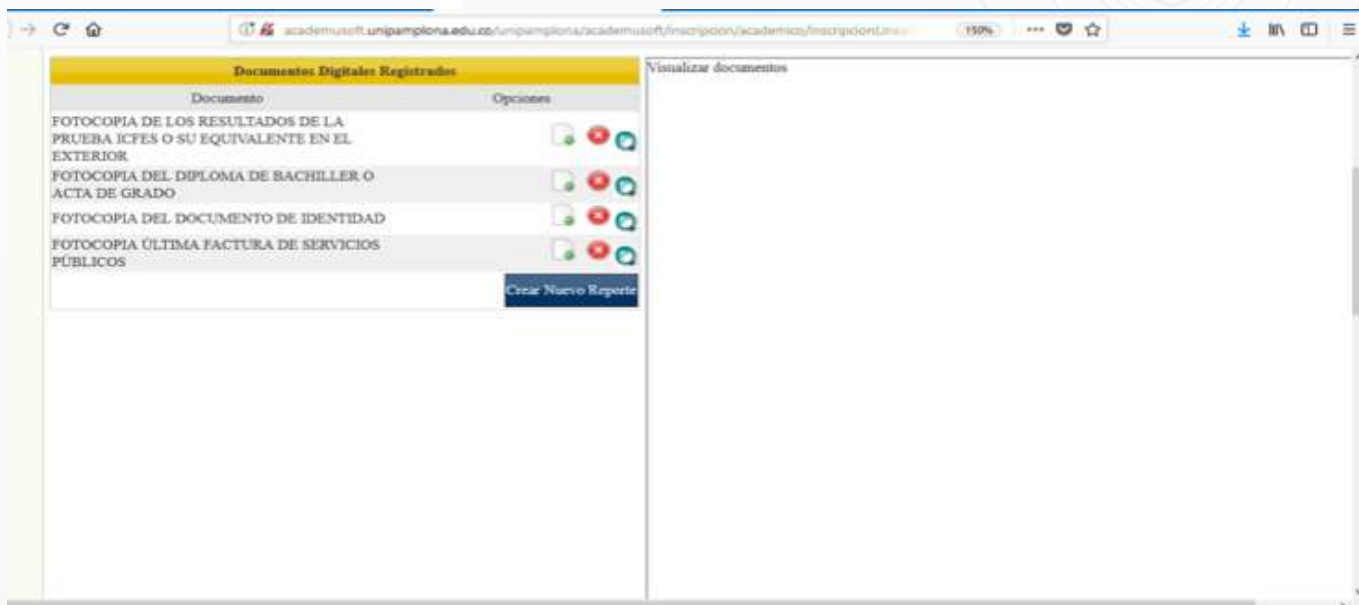 academusoft.unipamplona.edu.co/unipamplona/academusoft/inscripcion/academico/
150%
Documentos Digitales Registrados
Documento Opciones
FOTOCOPIA DE LOS RESULTADOS DE LA
PRUEBA ICFES O SU EQUIVALENTE EN EL
EXTERIOR
FOTOCOPIA DEL DIPLOMA DE BACHILLER O
ACTA DE GRADO
FOTOCOPIA DEL DOCUMENTO DE IDENTIDAD
FOTOCOPIA ÚLTIMA FACTURA DE SERVICIOS
PÚBLICOS
Crear Nuevo Reporte
Visualizar documentos